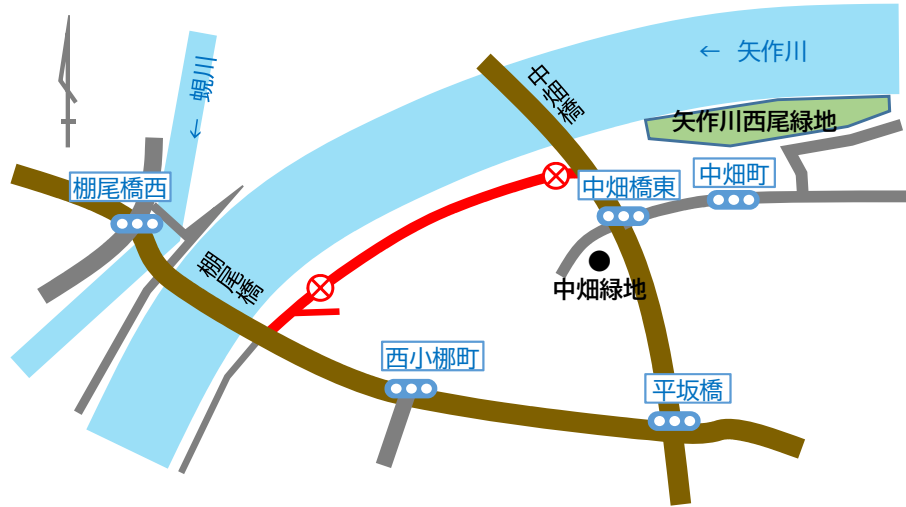 ← 矢作川
中畑橋
← 蜆川
矢作川西尾緑地
中畑町
棚尾橋西
中畑橋東
棚尾橋
中畑緑地
西小梛町
平坂橋